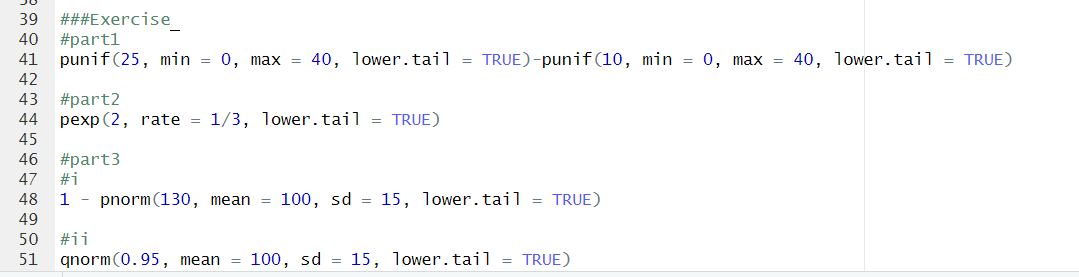 38
39 ###Exercise_
40 #part1
41 punif(25, min = 0, max = 40, lower.tail = TRUE)-punif(10, min = 0, max = 40, lower.tail = TRUE)
42
43 #part2
44 pexp(2, rate = 1/3, lower.tail = TRUE)
45
46 #part3
47 #i
48 1 - pnorm(130, mean = 100, sd = 15, lower.tail = TRUE)
49
50 #ii
51 qnorm(0.95, mean = 100, sd = 15, lower.tail = TRUE)